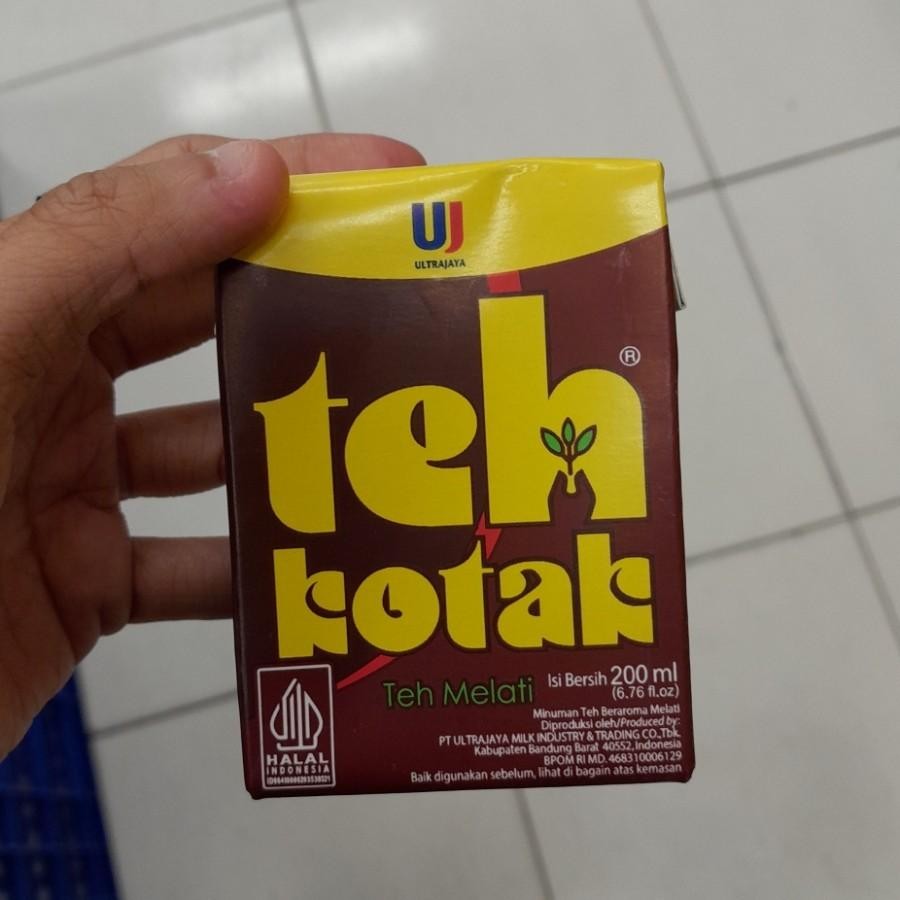 UJ
ULTRAJAYA
teh
®
kotak
Teh Melati
Isi Bersih 200 ml
(6.76 fl.oz)
Minuman Teh Beraroma Melati
Diproduksi oleh/Produced by:
PT ULTRAJAYA MILK INDUSTRY & TRADING CO.,Tbk.
Kabupaten Bandung Barat 40552, Indonesia
BPOM RI MD. 468310006129
Baik digunakan sebelum, lihat di bagain atas kemasan
HALAL
INDONESIA